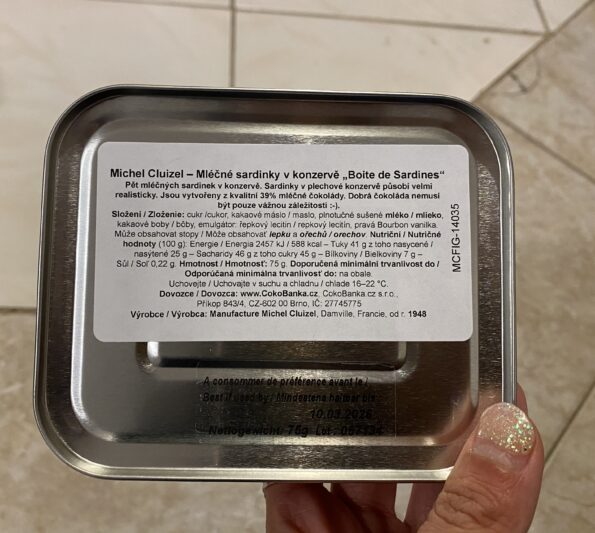 Michel Cluizel – Mléčné sardinky v konzervě „Boite de Sardines“
Pět mléčných sardinek v konzervě. Sardinky v plechové konzervě působí velmi
realisticky. Jsou vytvořeny z kvalitní 39% mléčné čokolády. Dobrá čokoláda nemusí
být pouze vážnou záležitostí :-).
Složení / Zloženie: cukr /cukor, kakaové máslo / maslo, plnotučné sušené mléko / mlieko,
kakaové boby / bôby, emulgátor: řepkový lecitin / repkový lecitín, pravá Bourbon vanilka.
Může obsahovat stopy / Môže obsahovať lepku a ořechů / orechov. Nutriční / Nutričné
hodnoty (100 g): Energie / Energia 2457 kJ / 588 kcal – Tuky 41 g z toho nasycené /
nasýtené 25 g – Sacharidy 46 g z toho cukry 45 g – Bílkoviny / Bielkoviny 7 g –
Sůl / Soľ 0,22 g. Hmotnost / Hmotnosť: 75 g. Doporučená minimální trvanlivost do /
Odporúčaná minimálna trvanlivosť do: na obale.
Uchovejte / Uchovajte v suchu a chladnu / chlade 16–22 °C.
Dovozce / Dovozca: www.CokoBanka.cz, CokoBanka.cz s.r.o.,
Příkop 843/4, CZ-602 00 Brno, IČ: 27745775
Výrobce / Výrobca: Manufacture Michel Cluizel, Damville, Francie, od r. 1948
MCFIG-14035
A consommer de préférence avant le /
Best if used by / Mindestens haltbar bis :
Nettogewicht: 75g Lot :